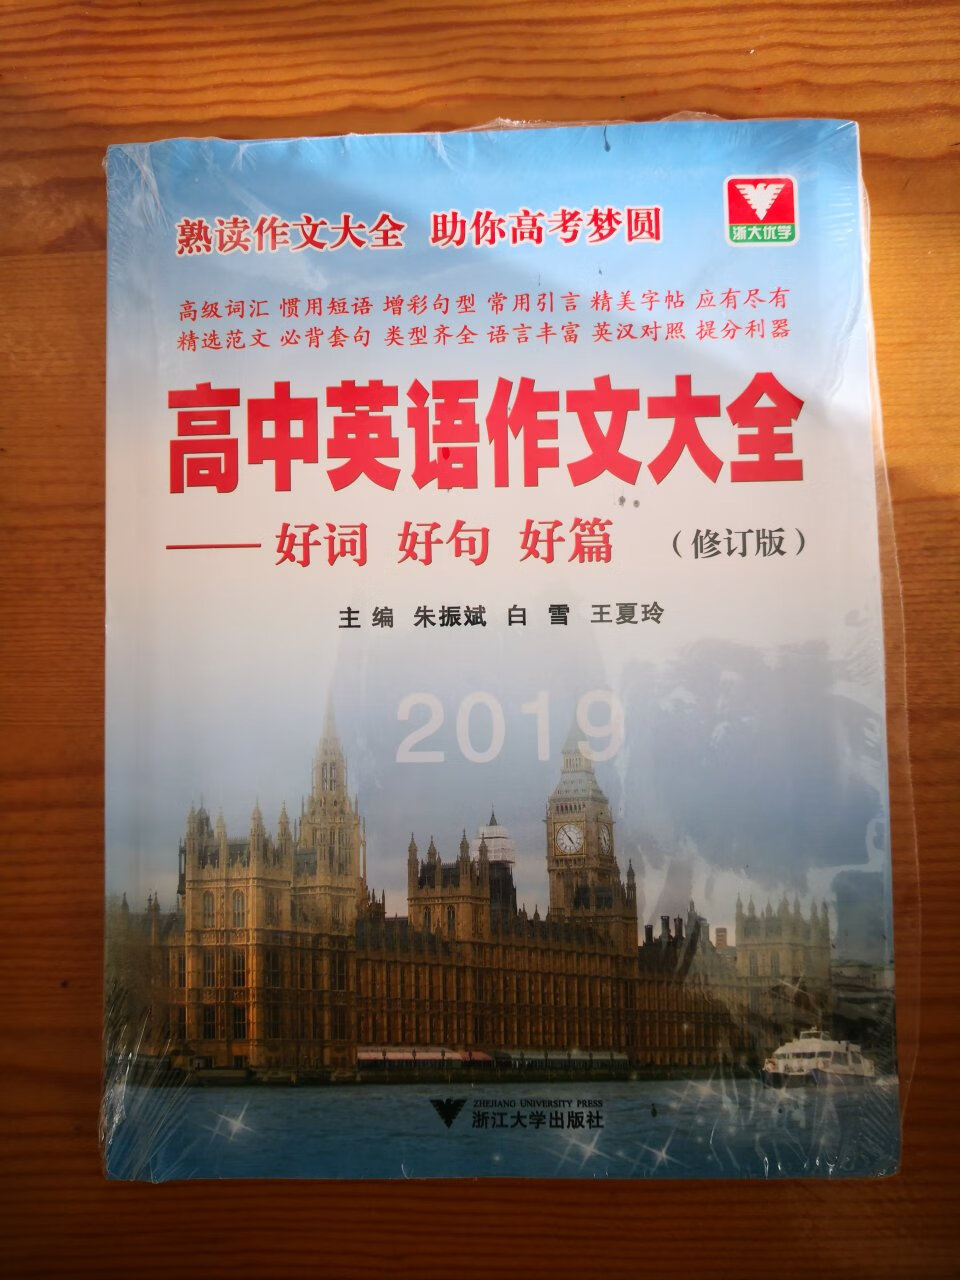 浙大优学
熟读作文大全 助你高考梦圆
高级词汇 惯用短语 增彩句型 常用引言 精美字帖 应有尽有
精选范文 必背套句 类型齐全 语言丰富 英汉对照 提分利器
高中英语作文大全
——好词 好句 好篇 （修订版）
主编 朱振斌 白 雪 王夏玲
2019
ZHEJIANG UNIVERSITY PRESS
浙江大学出版社